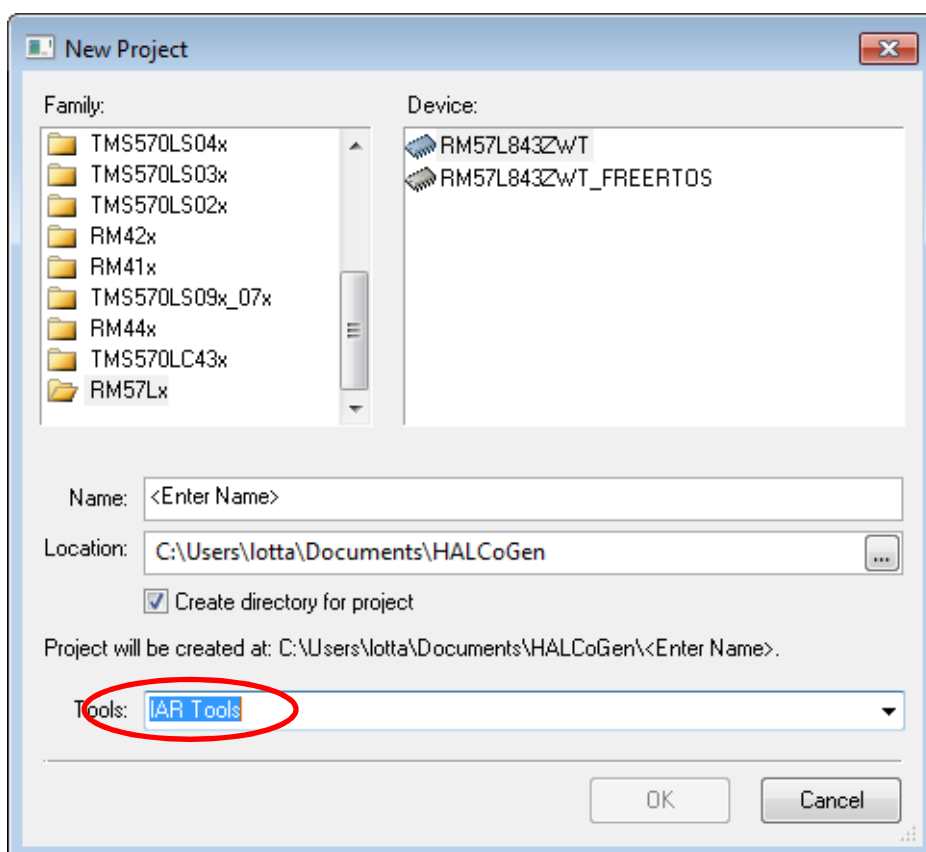 New Project
Family:
Device:
TMS570LS04x
TMS570LS03x
TMS570LS02x
RM42x
RM41x
TMS570LS09x_07x
RM44x
TMS570LC43x
RM57Lx
RM57L843ZWT
RM57L843ZWT_FREERTOS
Name: <Enter Name>
Location: C:\Users\lotta\Documents\HALCoGen ...
Create directory for project
Project will be created at: C:\Users\lotta\Documents\HALCoGen\<Enter Name>.
Tools: IAR Tools
OK Cancel